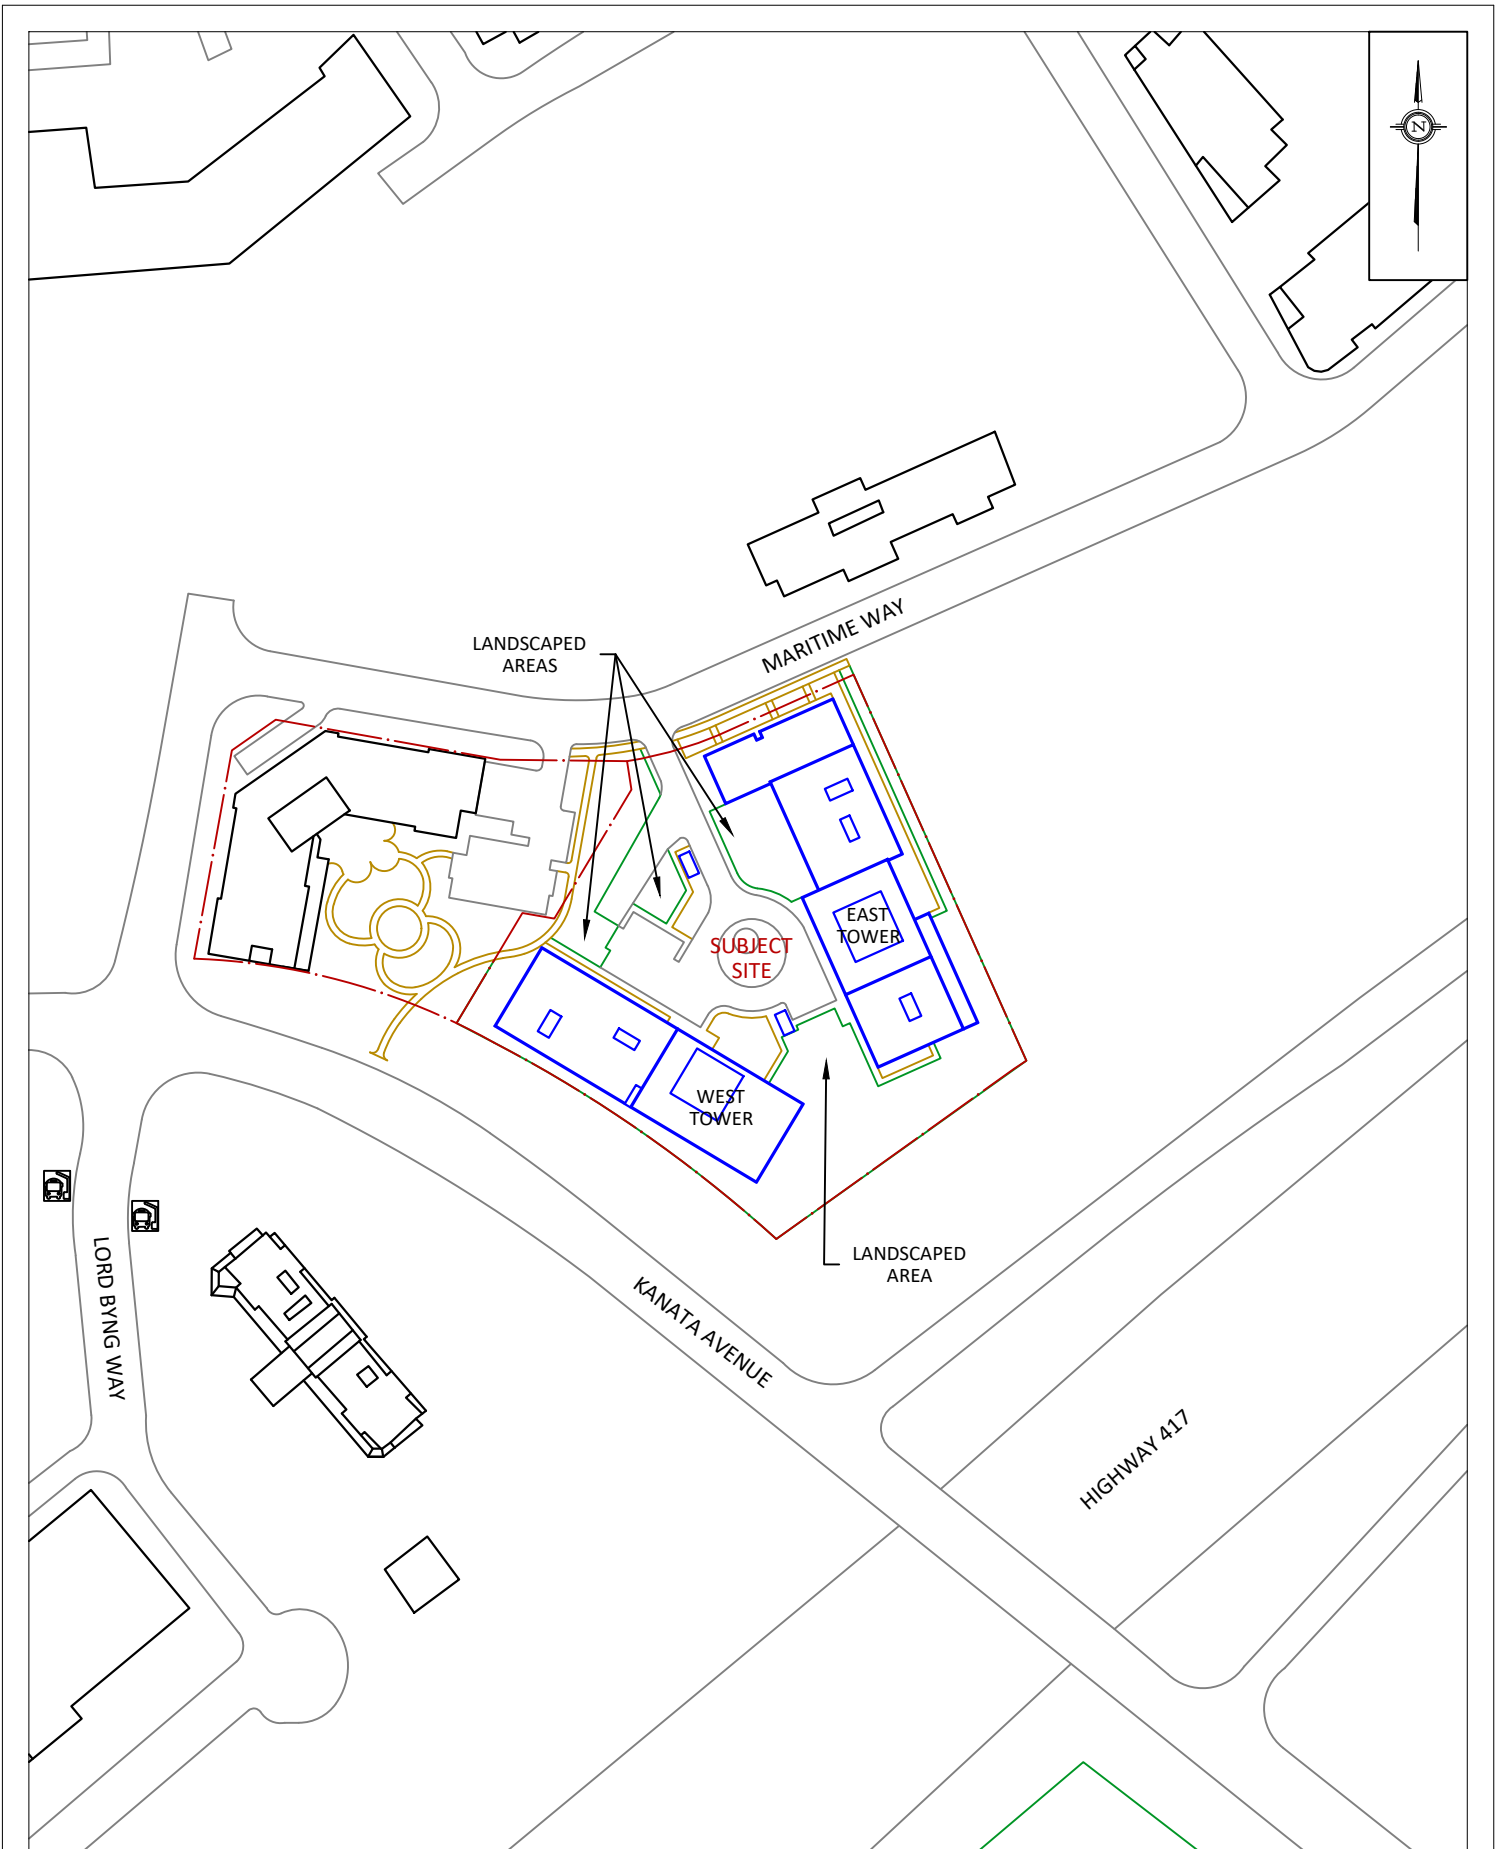 N
MARITIME WAY
LANDSCAPED
AREAS
EAST
TOWER
SUBJECT
SITE
WEST
TOWER
LANDSCAPED
AREA
LORD BYNG WAY
KANATA AVENUE
HIGHWAY 417